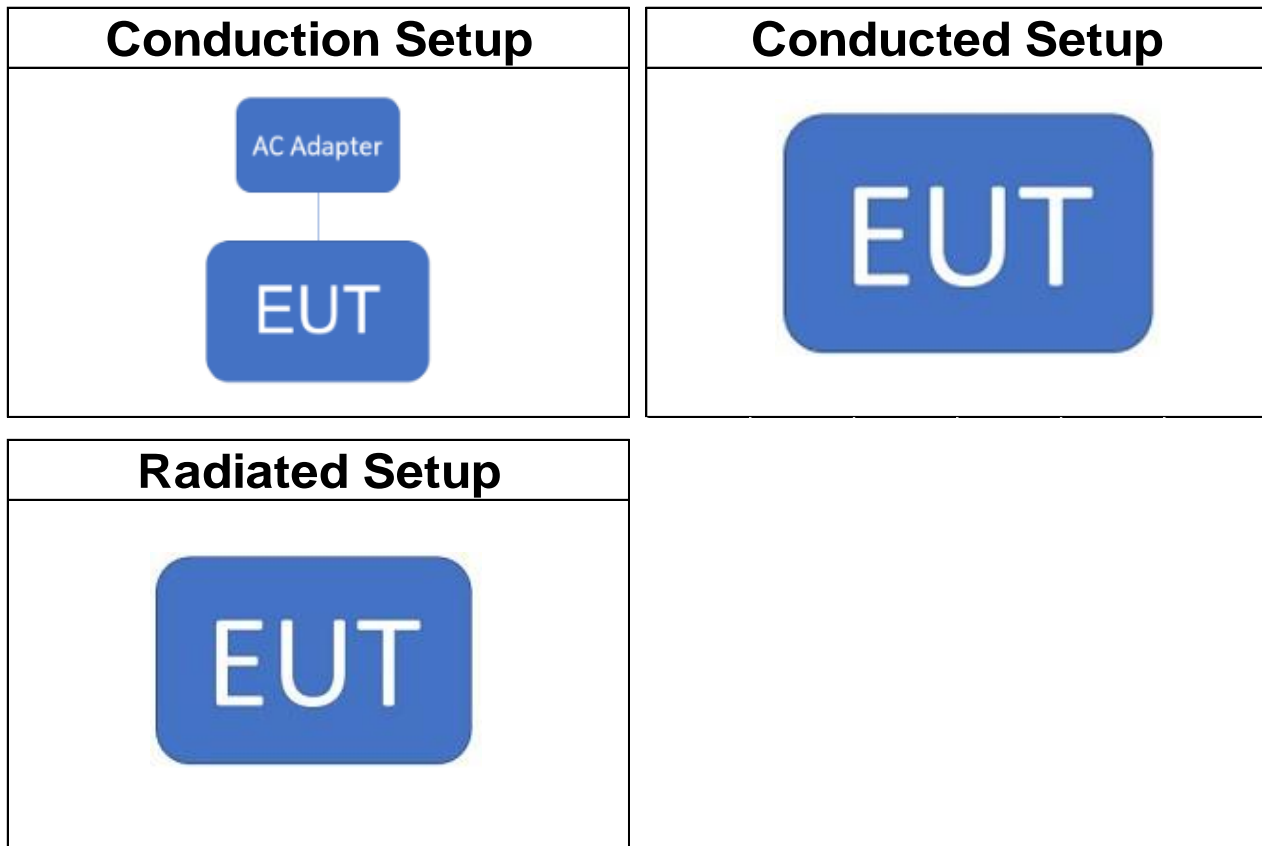 Conduction Setup
AC Adapter
EUT
Conducted Setup
EUT
Radiated Setup
EUT